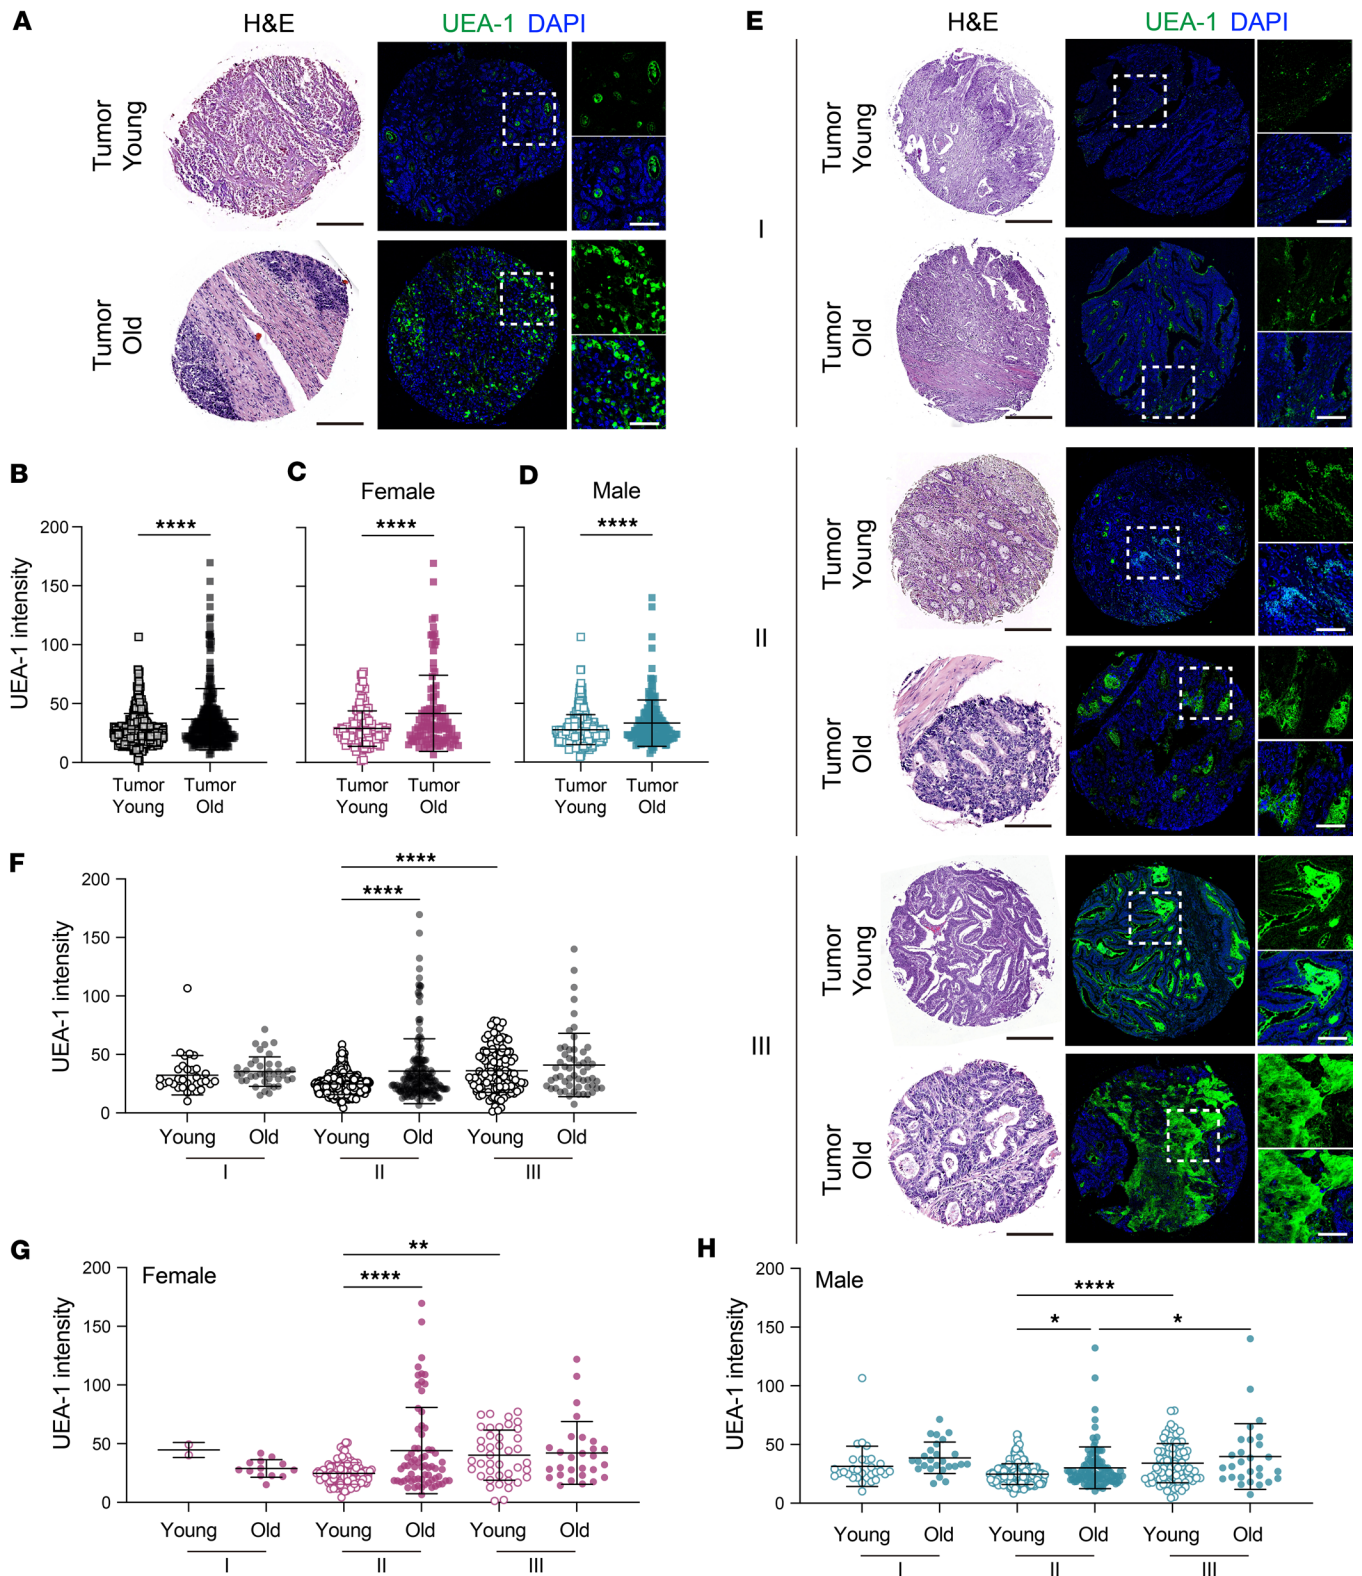 A
H&E
UEA-1 DAPI
Tumor
Young
Tumor
Old
B
C
Female
D
Male
****
****
****
UEA-1 intensity
200
150
100
50
0
Tumor
Young
Tumor
Old
Tumor
Young
Tumor
Old
Tumor
Young
Tumor
Old
E
H&E
UEA-1 DAPI
I
Tumor
Young
Tumor
Old
II
Tumor
Young
Tumor
Old
III
Tumor
Young
Tumor
Old
F
****
****
UEA-1 intensity
200
150
100
50
0
Young
Old
Young
Old
Young
Old
I
II
III
G
Female
**
****
UEA-1 intensity
200
150
100
50
0
Young
Old
Young
Old
Young
Old
I
II
III
H
Male
****
*
*
UEA-1 intensity
200
150
100
50
0
Young
Old
Young
Old
Young
Old
I
II
III